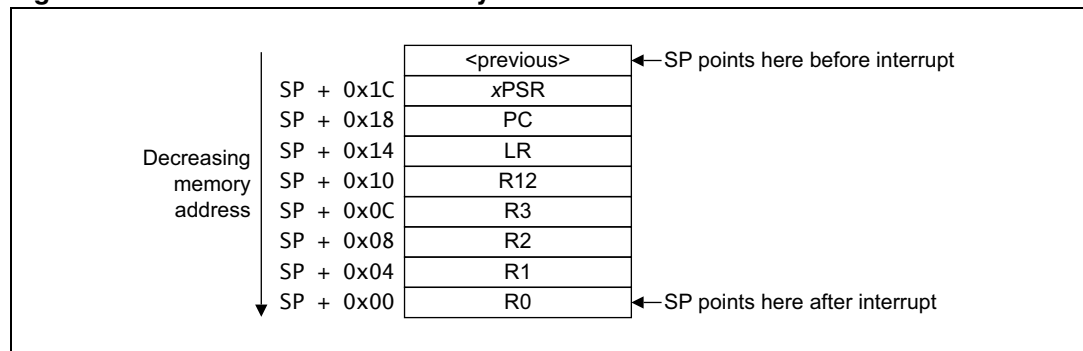 <previous>
SP points here before interrupt
SP + 0x1C
xPSR
SP + 0x18
PC
SP + 0x14
LR
Decreasing
memory
address
SP + 0x10
R12
SP + 0x0C
R3
SP + 0x08
R2
SP + 0x04
R1
SP + 0x00
R0
SP points here after interrupt